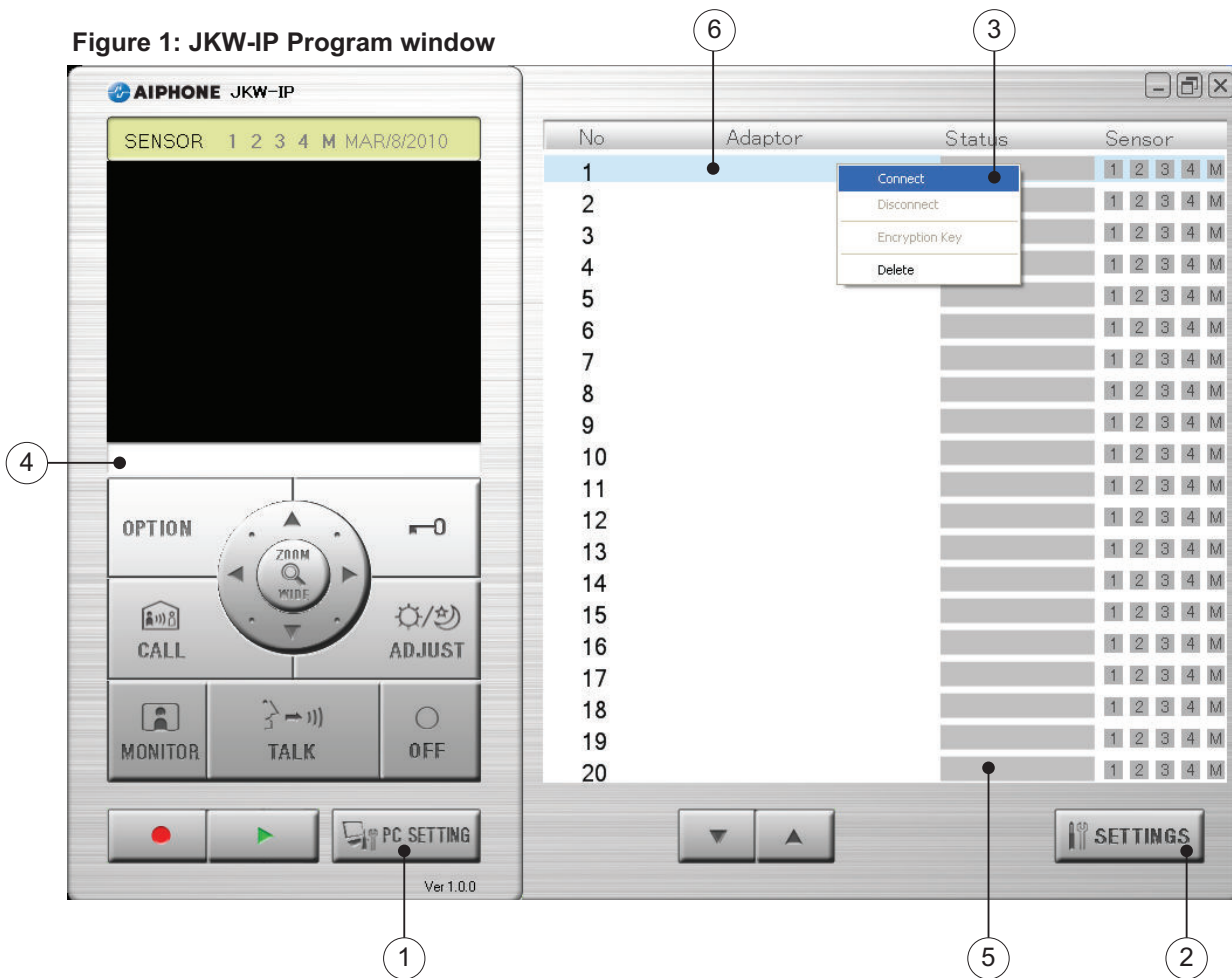 Figure 1: JKW-IP Program window
6
3
AIPHONE JKW-IP
SENSOR 1 2 3 4 M MAR/8/2010
No Adaptor Status Sensor
1 1 2 3 4 M
Connect
2 1 2 3 4 M
Disconnect
3 1 2 3 4 M
Encryption Key
4 1 2 3 4 M
Delete
5 1 2 3 4 M
6 1 2 3 4 M
7 1 2 3 4 M
8 1 2 3 4 M
9 1 2 3 4 M
10 1 2 3 4 M
11 1 2 3 4 M
12 1 2 3 4 M
13 1 2 3 4 M
14 1 2 3 4 M
15 1 2 3 4 M
16 1 2 3 4 M
17 1 2 3 4 M
18 1 2 3 4 M
19 1 2 3 4 M
20 1 2 3 4 M
4
OPTION
ZOOM
WIDE
CALL
ADJUST
MONITOR
TALK
OFF
PC SETTING
SETTINGS
Ver 1.0.0
1
5
2